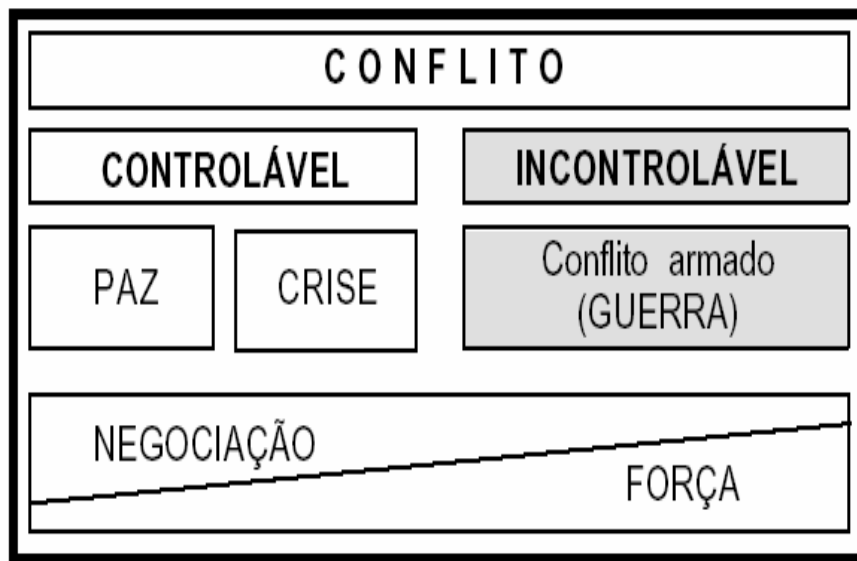 CONFLITO
CONTROLÁVEL
INCONTROLÁVEL
PAZ
CRISE
Conflito armado
(GUERRA)
NEGOCIAÇÃO
FORÇA